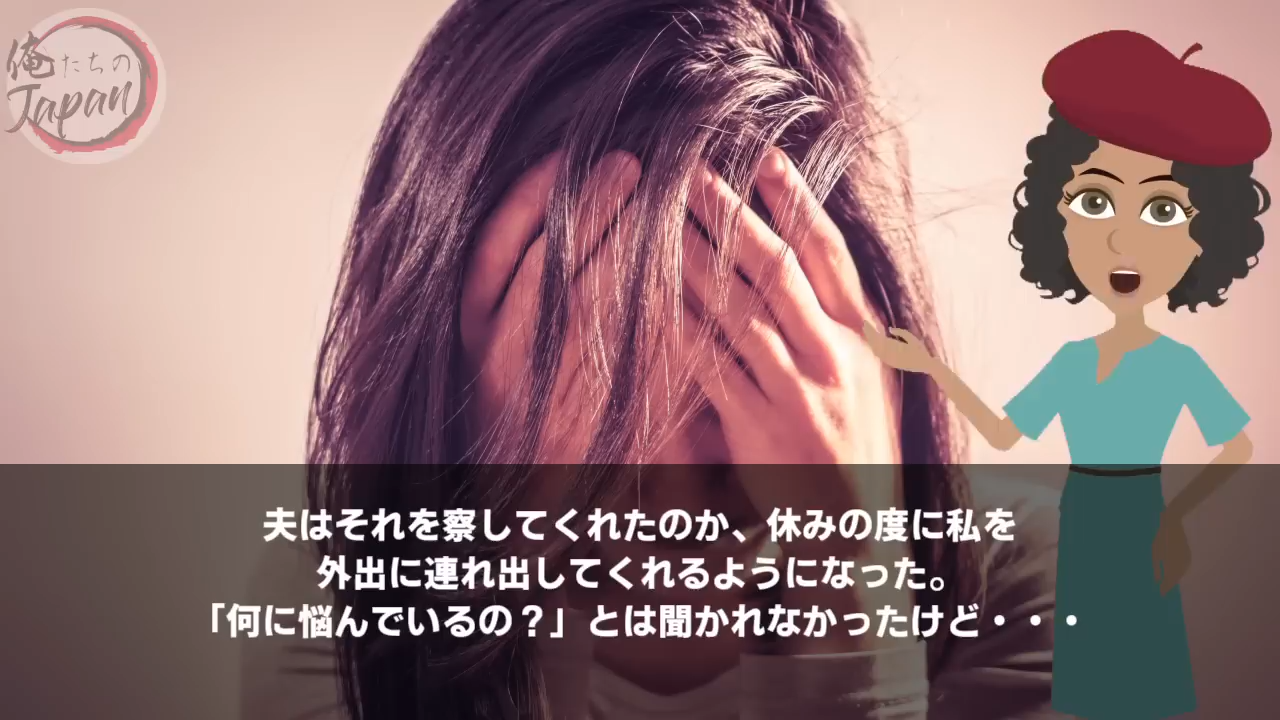 俺たちの
Japan
夫はそれを察してくれたのか、休みの度に私を
外出に連れ出してくれるようになった。
「何に悩んでいるの？」とは聞かれなかったけど・・・